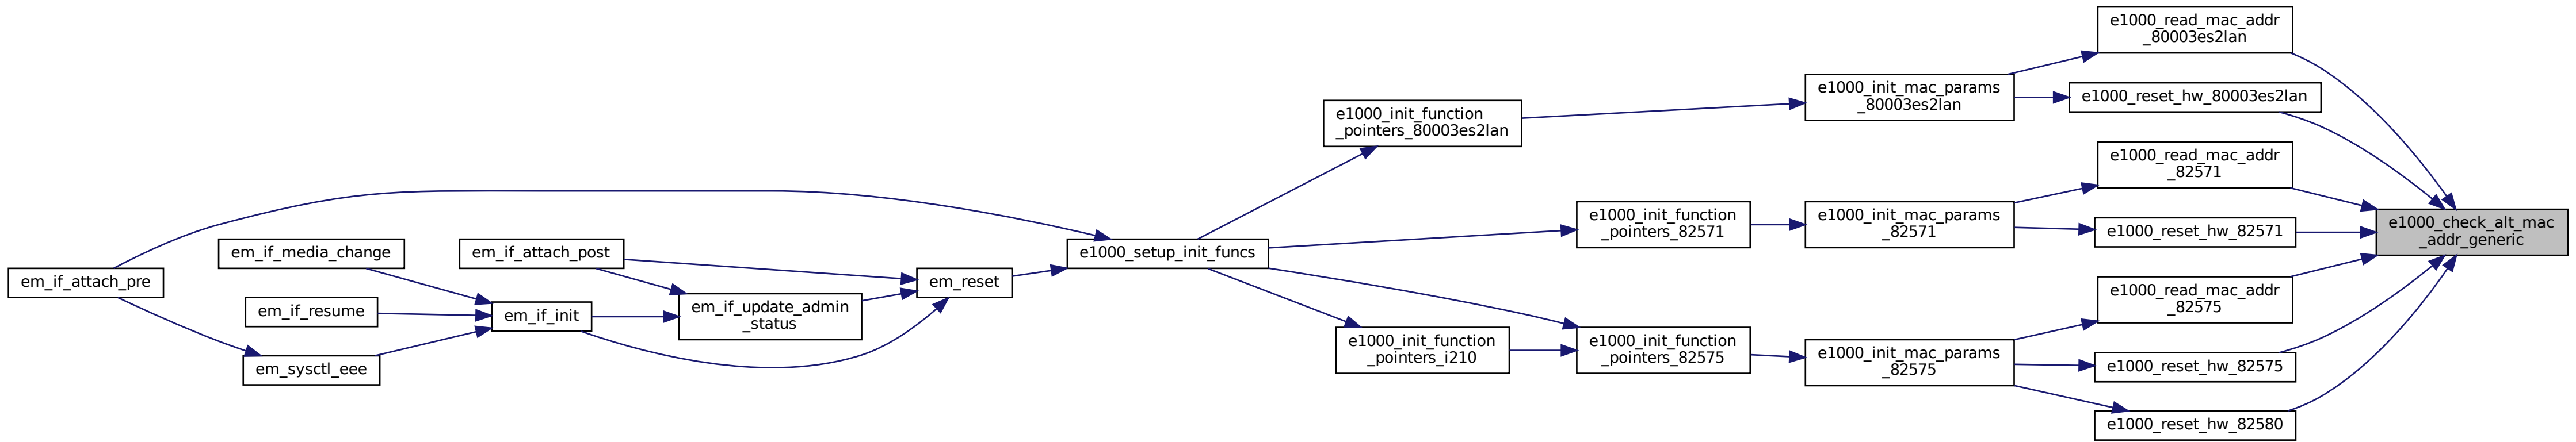 em_if_attach_pre
em_if_media_change
em_if_resume
em_sysctl_eee
em_if_attach_post
em_if_init
em_if_update_admin
_status
em_reset
e1000_setup_init_funcs
e1000_init_function
_pointers_80003es2lan
e1000_init_function
_pointers_i210
e1000_init_function
_pointers_82571
e1000_init_function
_pointers_82575
e1000_init_mac_params
_80003es2lan
e1000_init_mac_params
_82571
e1000_init_mac_params
_82575
e1000_read_mac_addr
_80003es2lan
e1000_reset_hw_80003es2lan
e1000_read_mac_addr
_82571
e1000_reset_hw_82571
e1000_read_mac_addr
_82575
e1000_reset_hw_82575
e1000_reset_hw_82580
e1000_check_alt_mac
_addr_generic